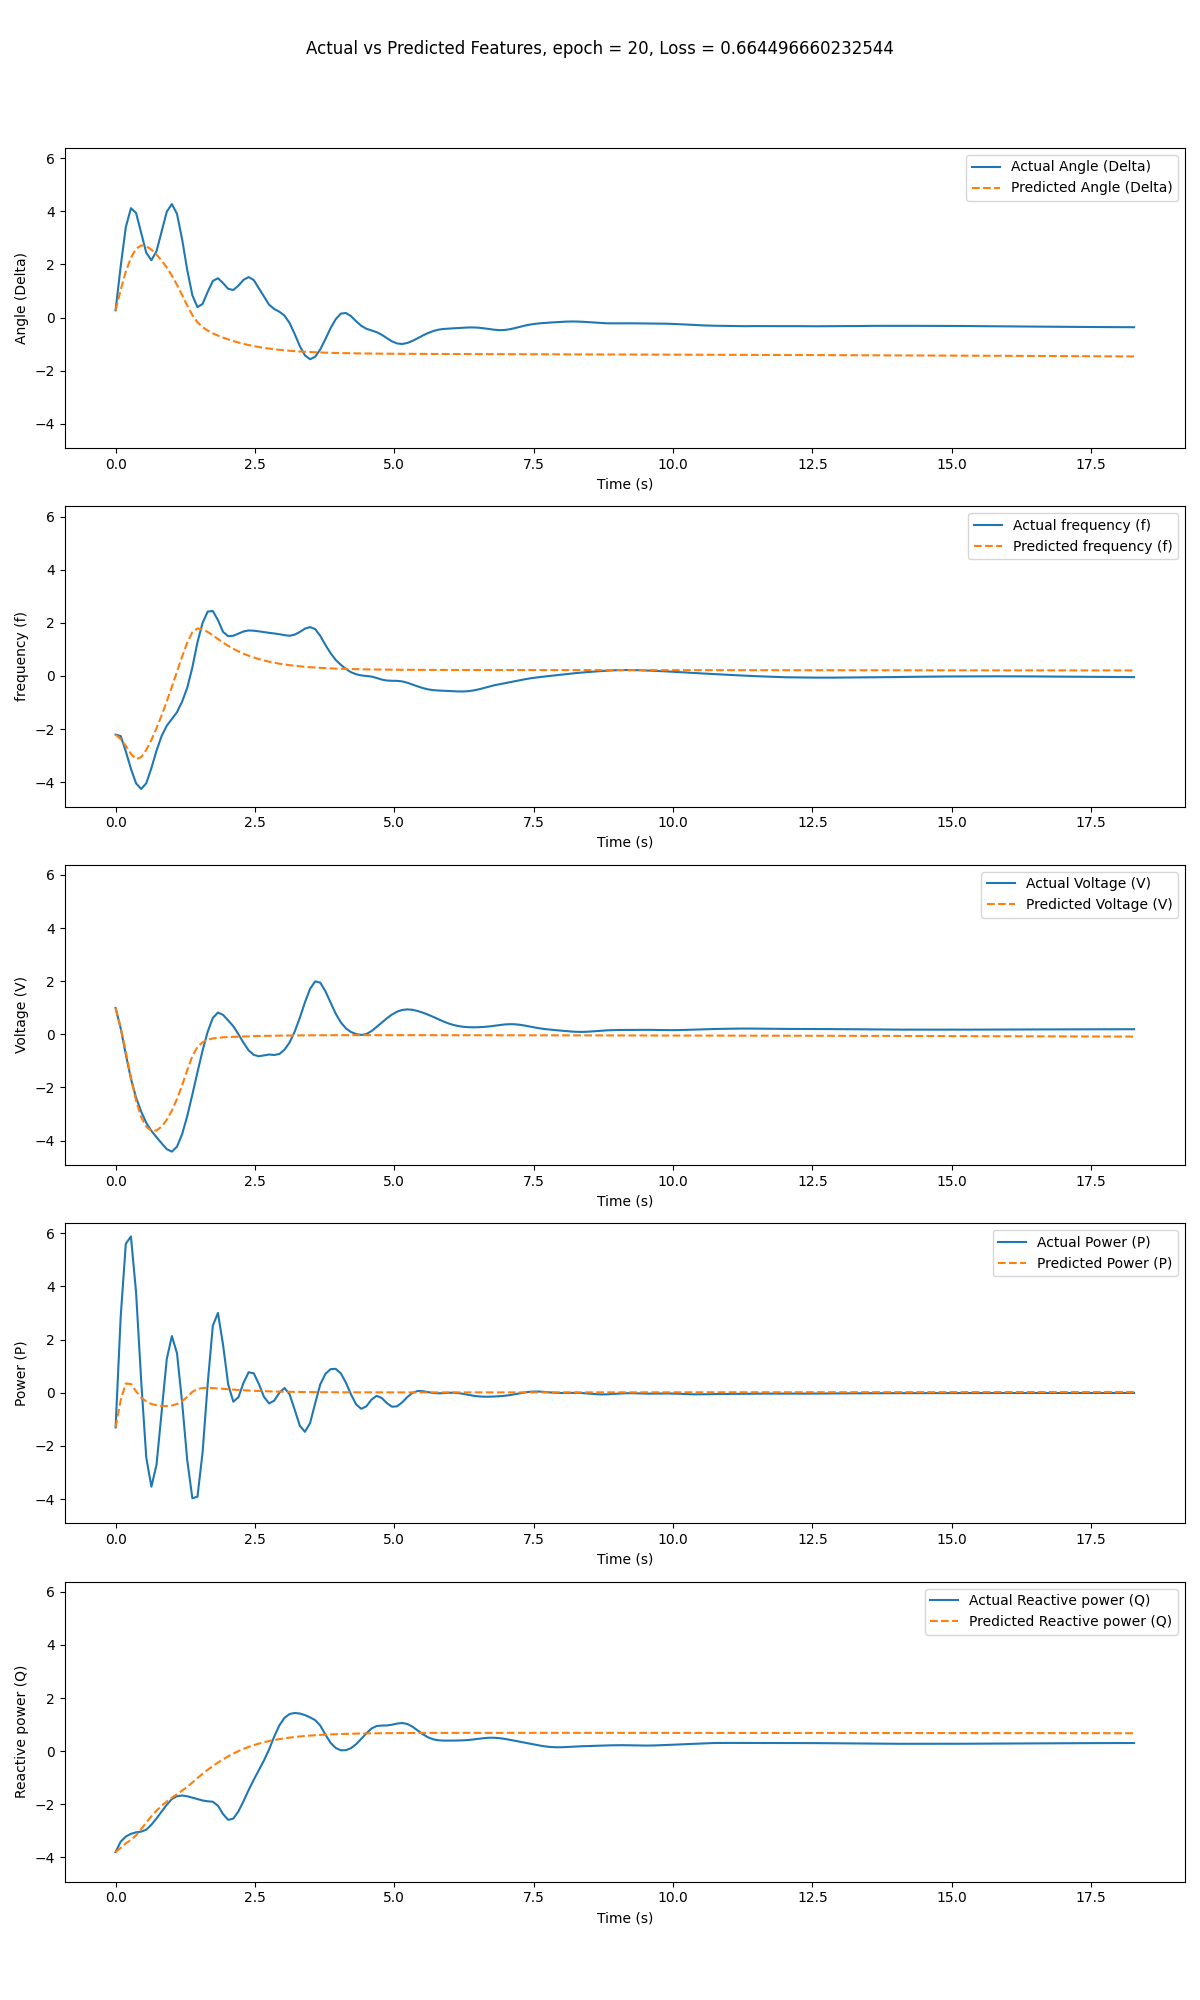 Actual vs Predicted Features, epoch = 20, Loss = 0.664496660232544
Actual Angle (Delta)
Predicted Angle (Delta)
6
4
2
0
−2
−4
Angle (Delta)
0.0 2.5 5.0 7.5 10.0 12.5 15.0 17.5
Time (s)
Actual frequency (f)
Predicted frequency (f)
6
4
2
0
−2
−4
frequency (f)
0.0 2.5 5.0 7.5 10.0 12.5 15.0 17.5
Time (s)
Actual Voltage (V)
Predicted Voltage (V)
6
4
2
0
−2
−4
Voltage (V)
0.0 2.5 5.0 7.5 10.0 12.5 15.0 17.5
Time (s)
Actual Power (P)
Predicted Power (P)
6
4
2
0
−2
−4
Power (P)
0.0 2.5 5.0 7.5 10.0 12.5 15.0 17.5
Time (s)
Actual Reactive power (Q)
Predicted Reactive power (Q)
6
4
2
0
−2
−4
Reactive power (Q)
0.0 2.5 5.0 7.5 10.0 12.5 15.0 17.5
Time (s)